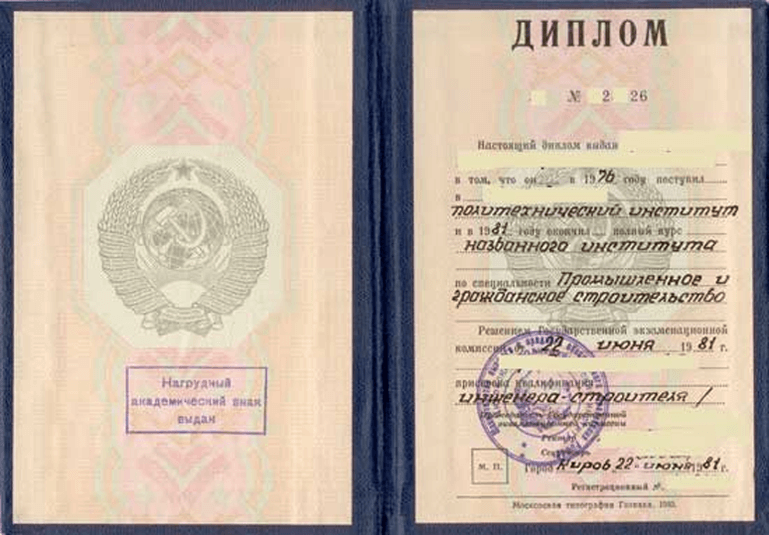 Нагрудный
академический знак
выдан
ДИПЛОМ
№ 2 26
Настоящий диплом выдан
в том, что он в 1976 году поступил
в
политехнический институт
и в 1981 году окончил полный курс
названного института
по специальности Промышленное и
гражданское строительство
Решением Государственной экзаменационной
комиссии от 22 июня 1981 г.
присвоена квалификация
инженера-строителя
Председатель Государственной
экзаменационной комиссии
Ректор
Секретарь
М. П.
Город Киров 22 июня 1981 г.
Регистрационный №
Московская типография Гознака.